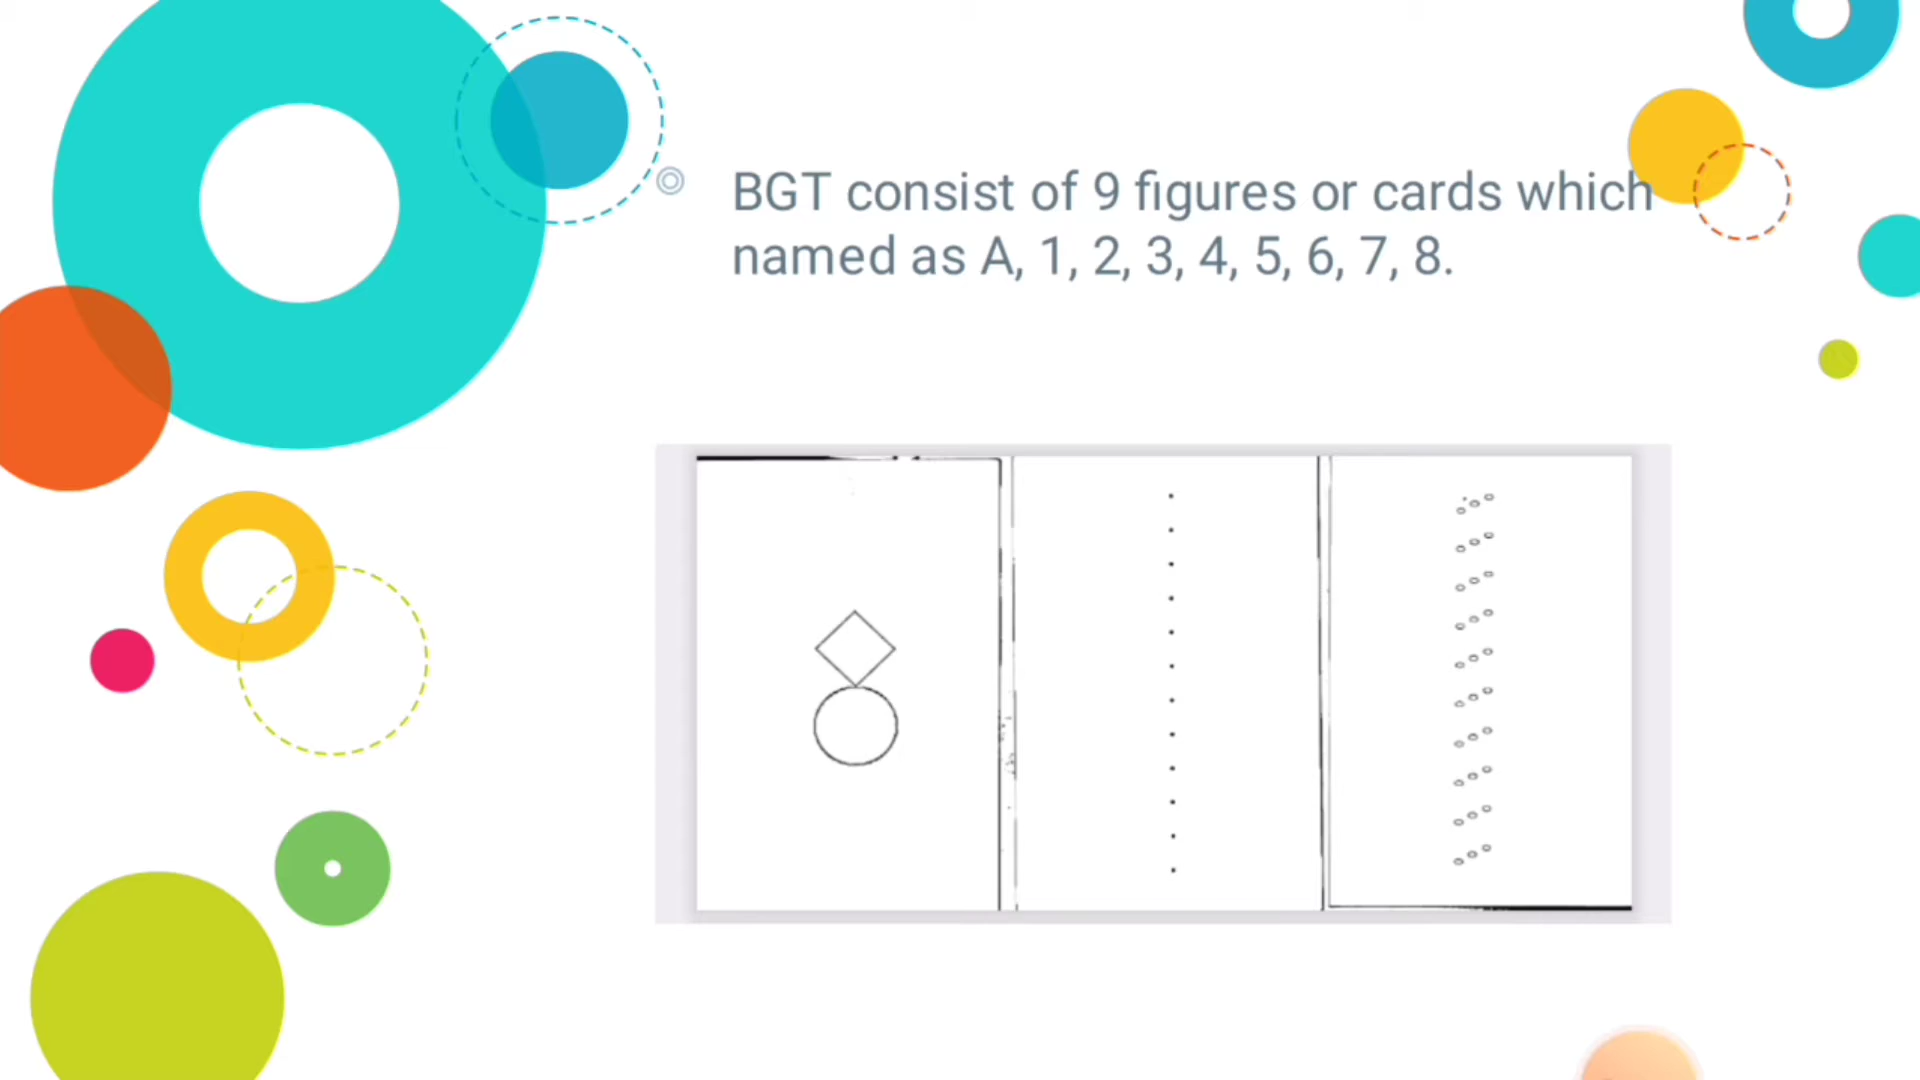 BGT consist of 9 figures or cards which
named as A, 1, 2, 3, 4, 5, 6, 7, 8.